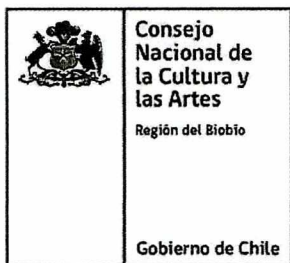 Consejo
Nacional de
la Cultura y
las Artes
Región del Biobío
Gobierno de Chile